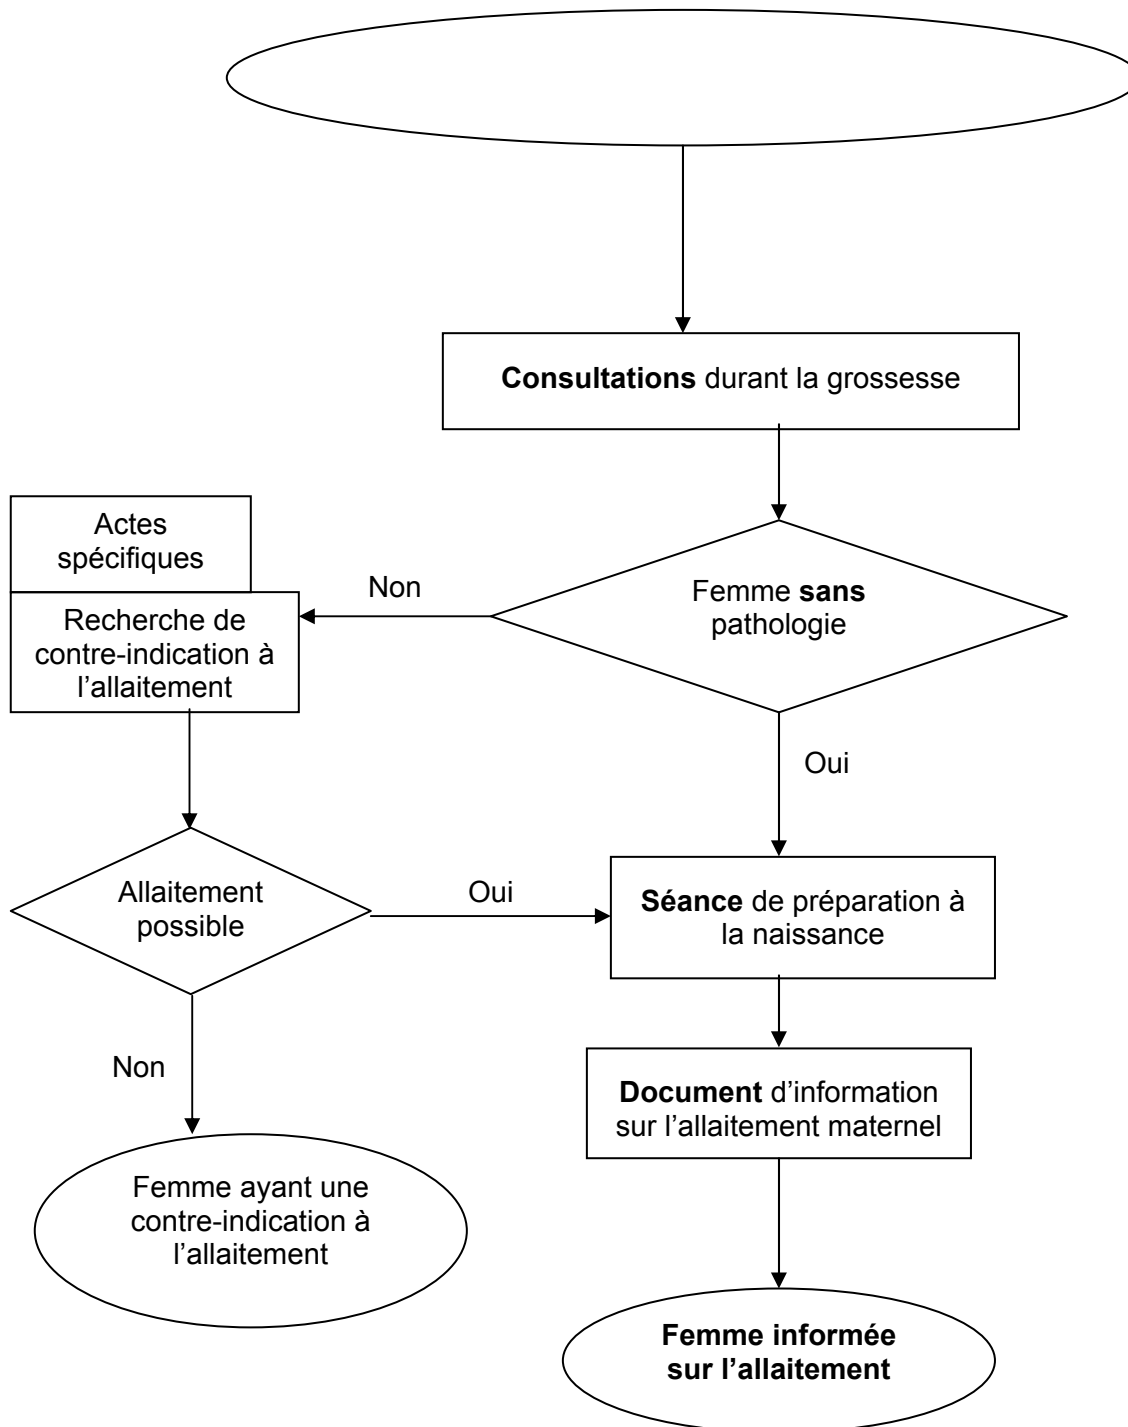 Consultations durant la grossesse
Actes
spécifiques
Non
Femme sans
pathologie
Recherche de
contre-indication à
l’allaitement
Oui
Allaitement
possible
Oui
Séance de préparation à
la naissance
Non
Document d’information
sur l’allaitement maternel
Femme ayant une
contre-indication à
l’allaitement
Femme informée
sur l’allaitement